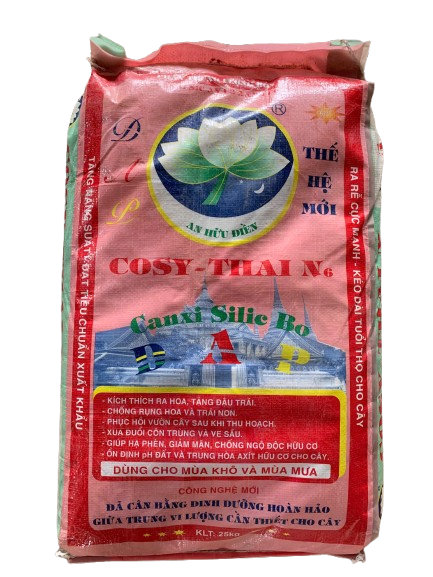 ®
D
A
P
THẾ
HỆ
MỚI
AN HỮU ĐIỀN
TĂNG NĂNG SUẤT - ĐẠT TIÊU CHUẨN XUẤT KHẨU
RA RỄ CỰC MẠNH - KÉO DÀI TUỔI THỌ CHO CÂY
COSY - THAI N6
Canxi Silic Bo
D A P
- KÍCH THÍCH RA HOA, TĂNG ĐẬU TRÁI.
- CHỐNG RỤNG HOA VÀ TRÁI NON.
- PHỤC HỒI VƯỜN CÂY SAU KHI THU HOẠCH.
- XUA ĐUỔI CÔN TRÙNG VÀ VE SẦU.
- GIÚP HẠ PHÈN, GIẢM MẶN, CHỐNG NGỘ ĐỘC HỮU CƠ
- ỔN ĐỊNH pH ĐẤT VÀ TRUNG HÒA AXÍT HỮU CƠ CHO CÂY.
DÙNG CHO MÙA KHÔ VÀ MÙA MƯA
CÔNG NGHỆ MỚI
ĐÃ CÂN BẰNG DINH DƯỠNG HOÀN HẢO
GIỮA TRUNG VI LƯỢNG CẦN THIẾT CHO CÂY
KLT: 25kg